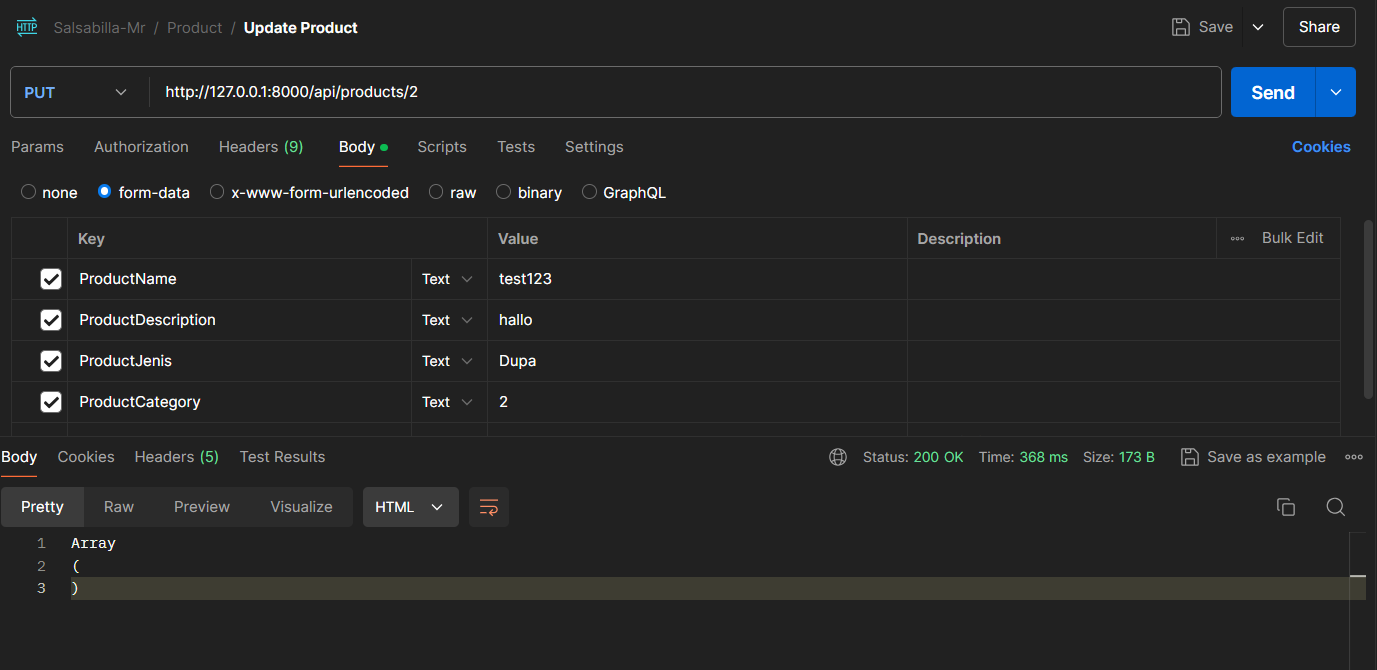 HTTP Salsabilla-Mr / Product / Update Product Save Share
PUT http://127.0.0.1:8000/api/products/2 Send
Params Authorization Headers (9) Body Scripts Tests Settings Cookies
none form-data x-www-form-urlencoded raw binary GraphQL
Key Value Description Bulk Edit
ProductName Text test123
ProductDescription Text hallo
ProductJenis Text Dupa
ProductCategory Text 2
Body Cookies Headers (5) Test Results Status: 200 OK Time: 368 ms Size: 173 B Save as example
Pretty Raw Preview Visualize HTML
1 Array
2 (
3 )